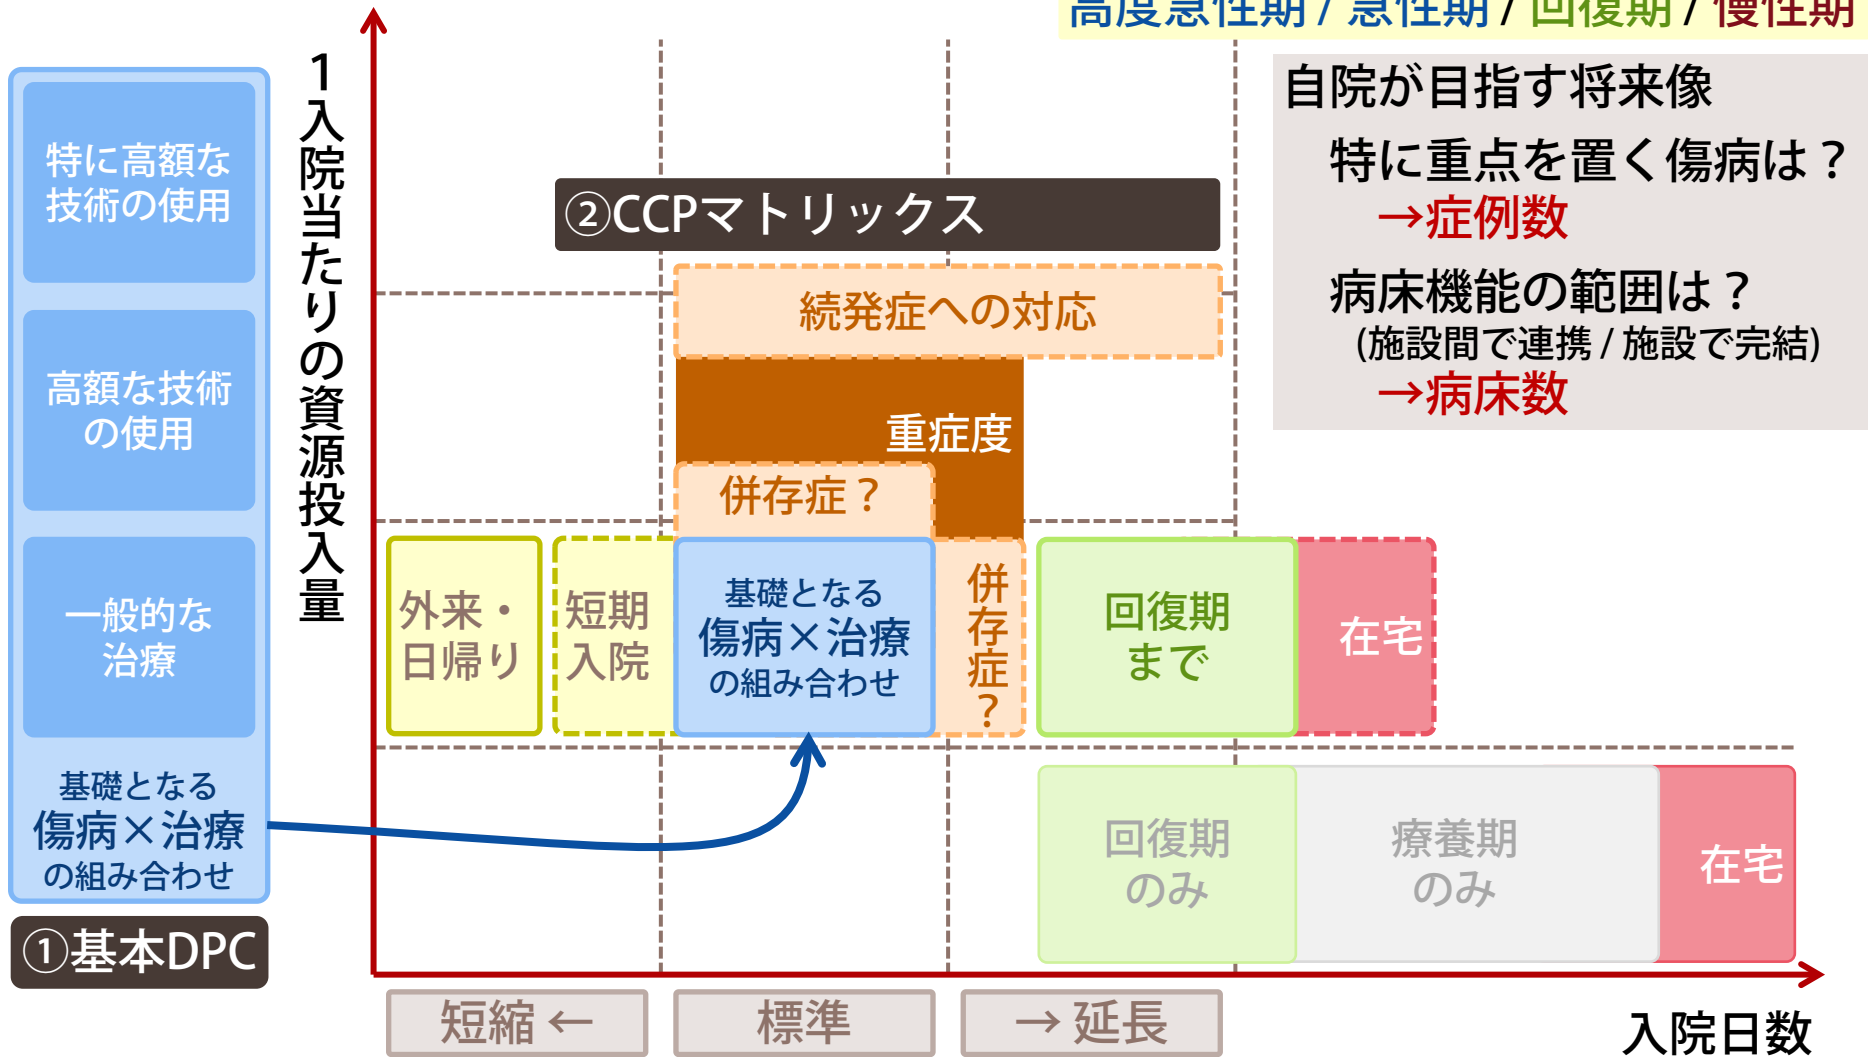 高度急性期 / 急性期 / 回復期 / 慢性期
自院が目指す将来像
特に重点を置く傷病は？
→症例数
病床機能の範囲は？
(施設間で連携 / 施設で完結)
→病床数
1入院当たりの資源投入量
特に高額な
技術の使用
高額な技術
の使用
一般的な
治療
基礎となる
傷病×治療
の組み合わせ
①基本DPC
②CCPマトリックス
続発症への対応
重症度
併存症？
外来・
日帰り
短期
入院
基礎となる
傷病×治療
の組み合わせ
併存症？
回復期
まで
在宅
回復期
のみ
療養期
のみ
在宅
短縮 ←
標準
→ 延長
入院日数